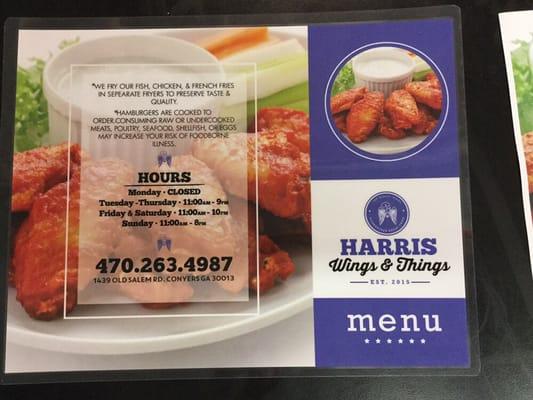 *WE FRY OUR FISH, CHICKEN, & FRENCH FRIES
IN SEPEARATE FRYERS TO PRESERVE TASTE &
QUALITY.
*HAMBURGERS ARE COOKED TO
ORDER.CONSUMING RAW OR UNDERCOOKED
MEATS, POULTRY, SEAFOOD, SHELLFISH, OR EGGS
MAY INCREASE YOUR RISK OF FOODBORNE
ILLNESS.
HOURS
Monday · CLOSED
Tuesday -Thursday · 11:00AM - 9PM
Friday & Saturday · 11:00AM - 10PM
Sunday · 11:00AM - 8PM
470.263.4987
1439 OLD SALEM RD. CONYERS GA 30013
HARRIS
Wings & Things
EST. 2015
menu